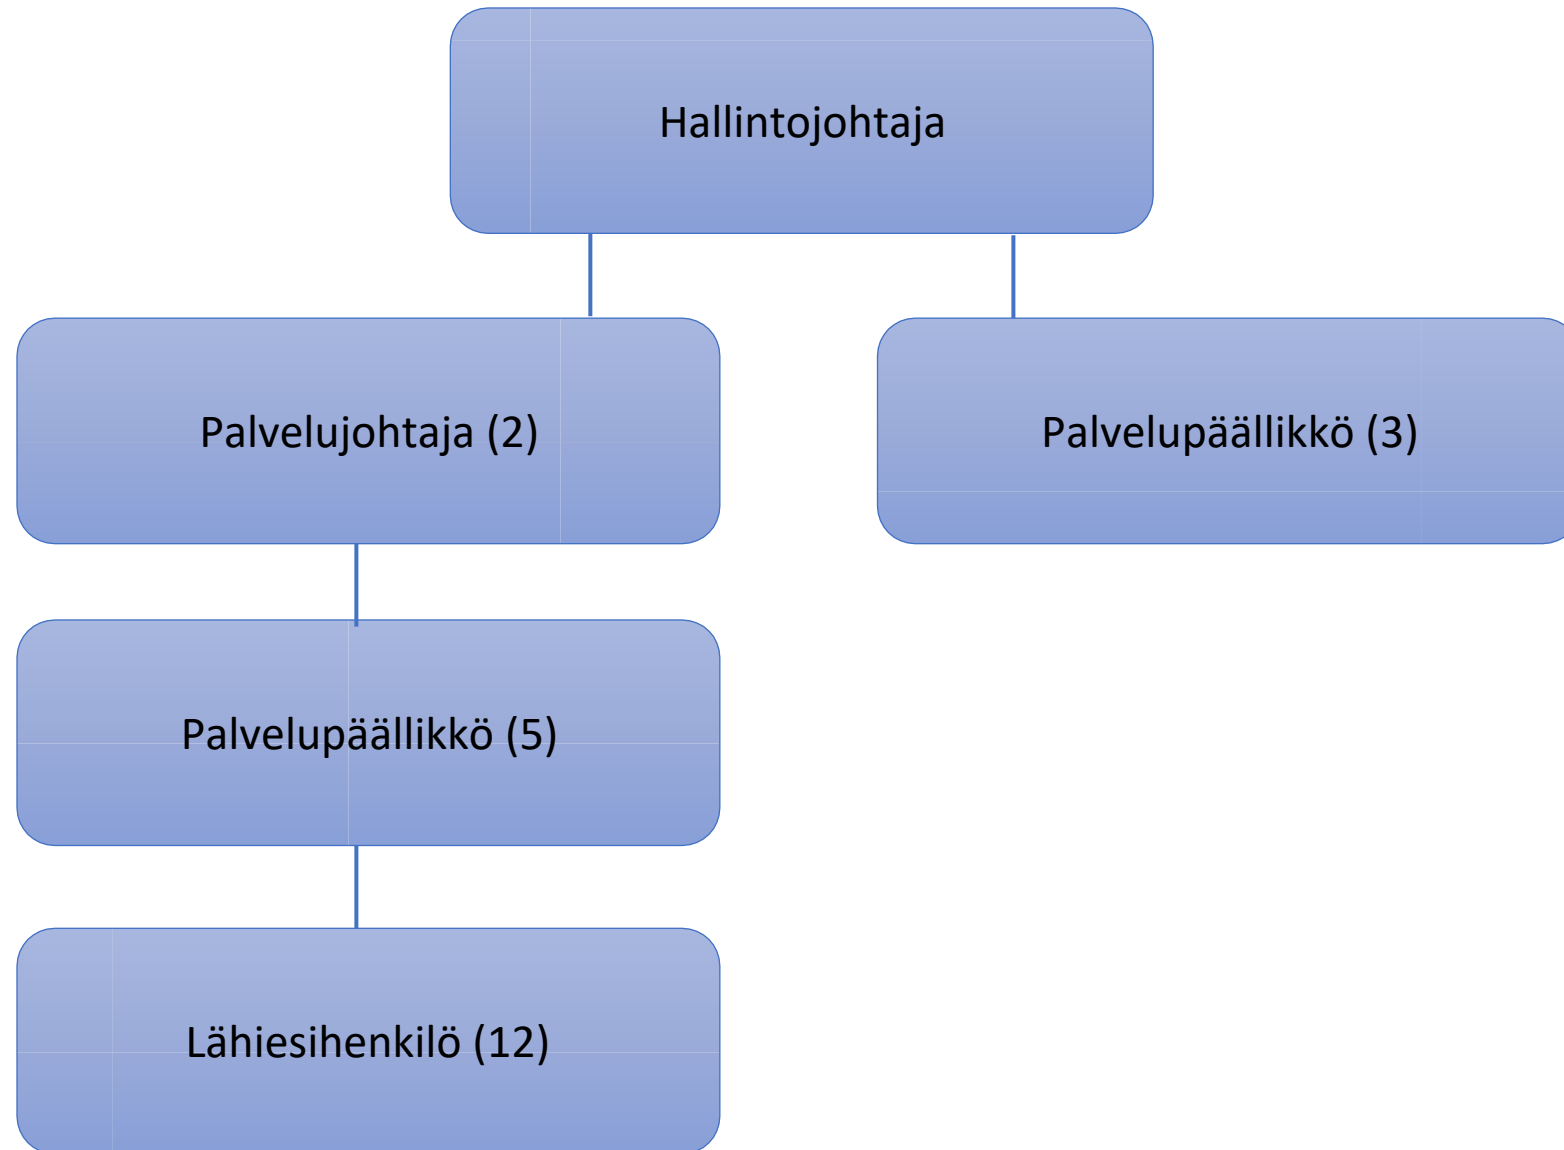 Hallintojohtaja
Palvelujohtaja (2)
Palvelupäällikkö (3)
Palvelupäällikkö (5)
Lähiesihenkilö (12)